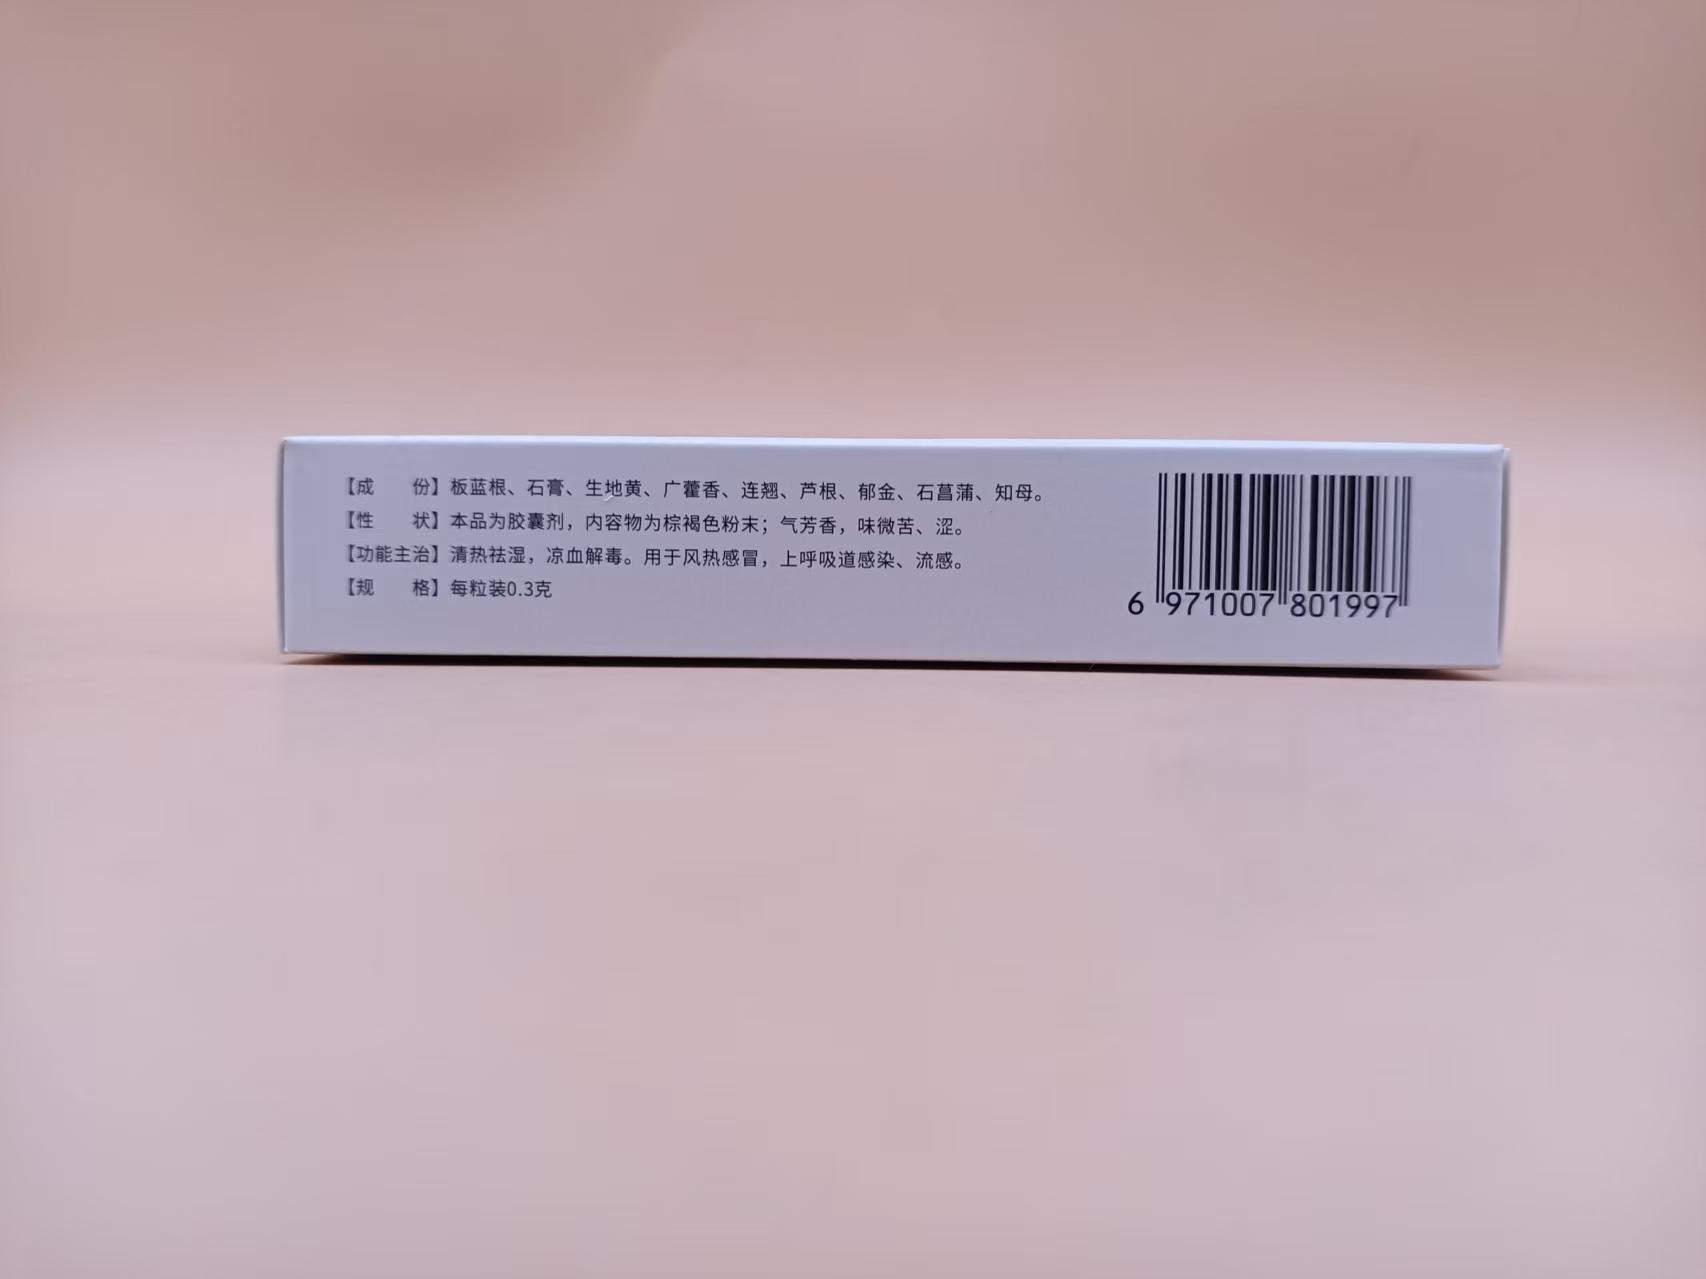 【成　　份】板蓝根、石膏、生地黄、广藿香、连翘、芦根、郁金、石菖蒲、知母。
【性　　状】本品为胶囊剂，内容物为棕褐色粉末；气芳香，味微苦、涩。
【功能主治】清热祛湿，凉血解毒。用于风热感冒，上呼吸道感染、流感。
【规　　格】每粒装0.3克
6 971007 801997